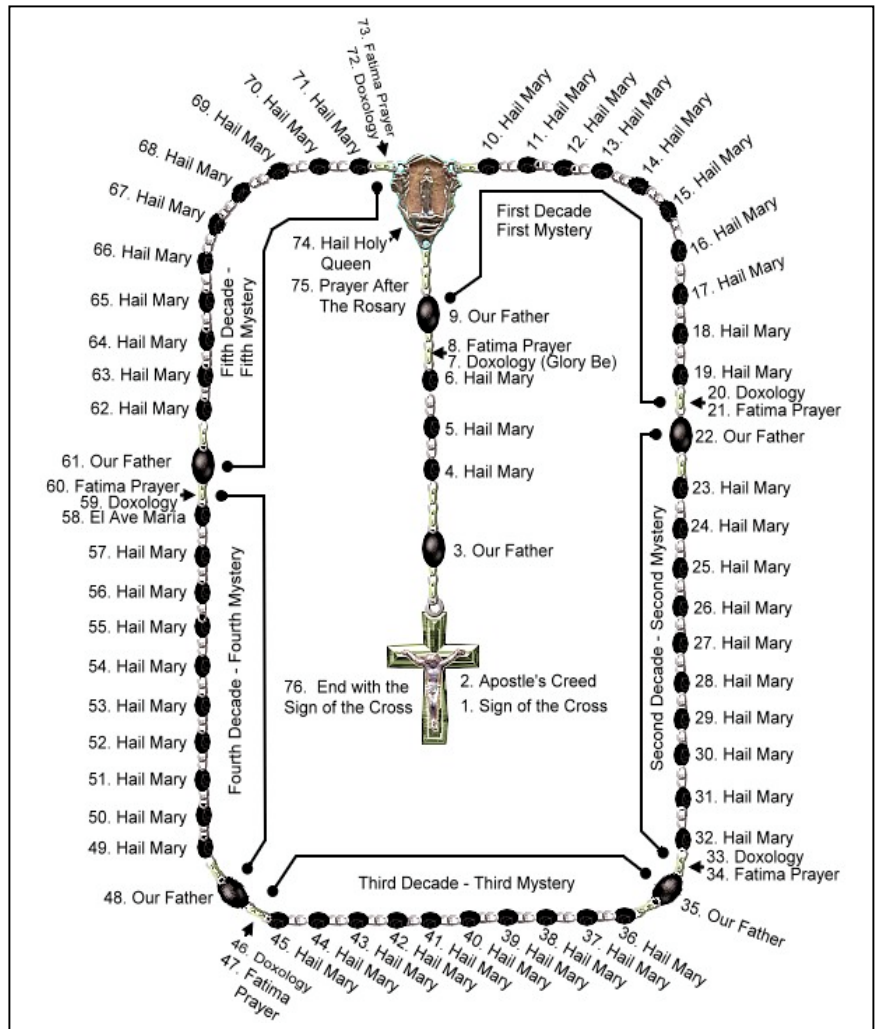 1. Sign of the Cross
2. Apostle's Creed
3. Our Father
4. Hail Mary
5. Hail Mary
6. Hail Mary
7. Doxology (Glory Be)
8. Fatima Prayer
9. Our Father
First Decade
First Mystery
10. Hail Mary
11. Hail Mary
12. Hail Mary
13. Hail Mary
14. Hail Mary
15. Hail Mary
16. Hail Mary
17. Hail Mary
18. Hail Mary
19. Hail Mary
20. Doxology
21. Fatima Prayer
22. Our Father
Second Decade - Second Mystery
23. Hail Mary
24. Hail Mary
25. Hail Mary
26. Hail Mary
27. Hail Mary
28. Hail Mary
29. Hail Mary
30. Hail Mary
31. Hail Mary
32. Hail Mary
33. Doxology
34. Fatima Prayer
35. Our Father
Third Decade - Third Mystery
36. Hail Mary
37. Hail Mary
38. Hail Mary
39. Hail Mary
40. Hail Mary
41. Hail Mary
42. Hail Mary
43. Hail Mary
44. Hail Mary
45. Hail Mary
46. Doxology
47. Fatima
Prayer
48. Our Father
Fourth Decade - Fourth Mystery
49. Hail Mary
50. Hail Mary
51. Hail Mary
52. Hail Mary
53. Hail Mary
54. Hail Mary
55. Hail Mary
56. Hail Mary
57. Hail Mary
58. El Ave Maria
59. Doxology
60. Fatima Prayer
61. Our Father
Fifth Decade -
Fifth Mystery
62. Hail Mary
63. Hail Mary
64. Hail Mary
65. Hail Mary
66. Hail Mary
67. Hail Mary
68. Hail Mary
69. Hail Mary
70. Hail Mary
71. Hail Mary
72. Doxology
73. Fatima Prayer
74. Hail Holy
Queen
75. Prayer After
The Rosary
76. End with the
Sign of the Cross